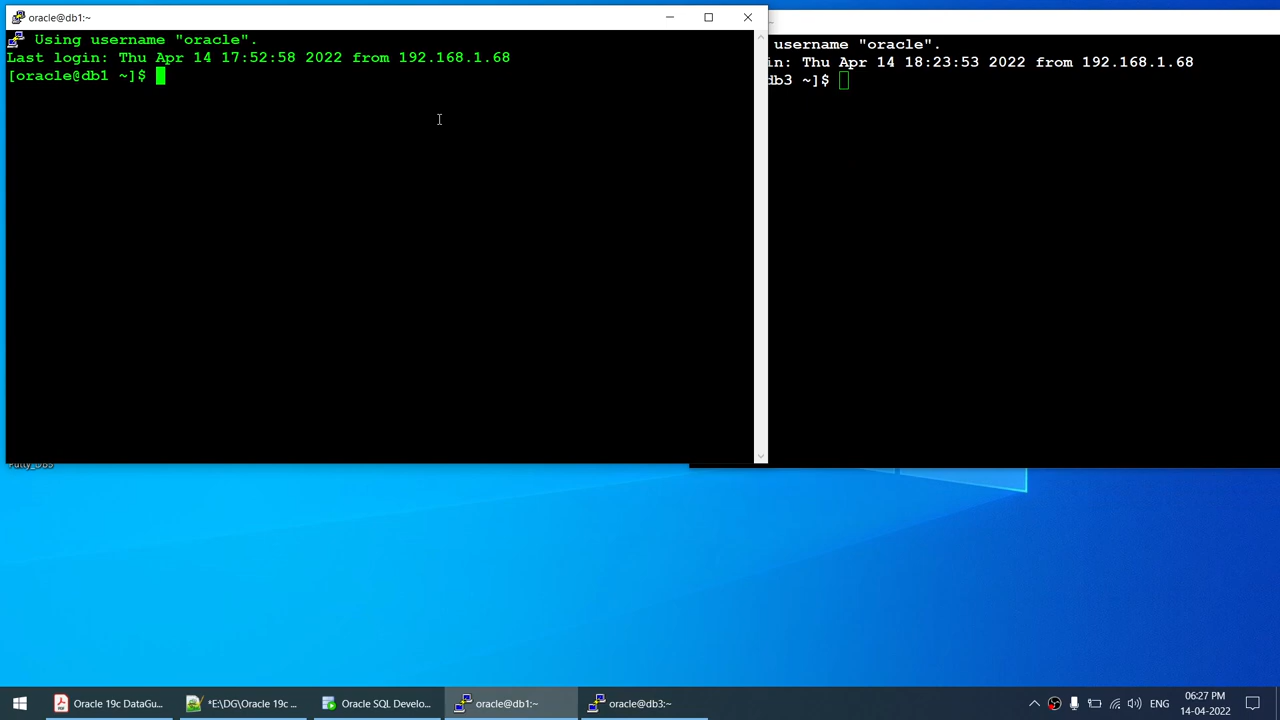 oracle@db1:~
Using username "oracle".
Last login: Thu Apr 14 17:52:58 2022 from 192.168.1.68
[oracle@db1 ~]$
username "oracle".
in: Thu Apr 14 18:23:53 2022 from 192.168.1.68
db3 ~]$
Putty_DB3
Oracle 19c DataGu...
*E:\DG\Oracle 19c ...
Oracle SQL Develo...
oracle@db1:~
oracle@db3:~
ENG
06:27 PM
14-04-2022